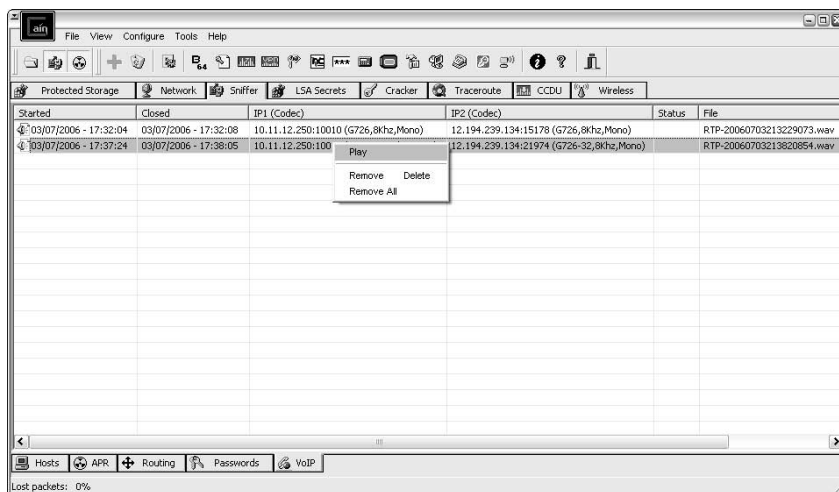 aín
File View Configure Tools Help
B64
Protected Storage Network Sniffer LSA Secrets Cracker Traceroute CCDU Wireless
Started Closed IP1 (Codec) IP2 (Codec) Status File
03/07/2006 - 17:32:04 03/07/2006 - 17:32:08 10.11.12.250:10010 (G726,8Khz,Mono) 12.194.239.134:15178 (G726,8Khz,Mono) RTP-20060703213229073.wav
03/07/2006 - 17:37:24 03/07/2006 - 17:38:05 10.11.12.250:100 12.194.239.134:21974 (G726-32,8Khz,Mono) RTP-20060703213820854.wav
Play
Remove Delete
Remove All
Hosts APR Routing Passwords VoIP
Lost packets: 0%